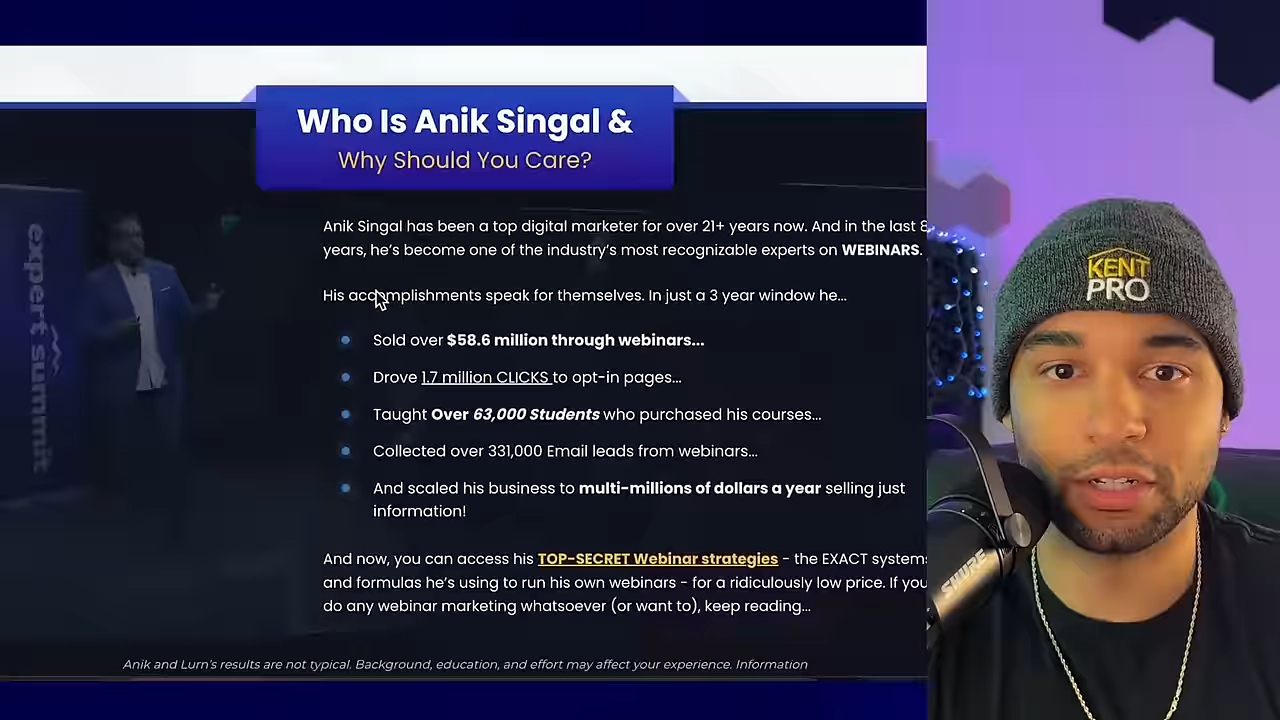 Who Is Anik Singal &
Why Should You Care?
Anik Singal has been a top digital marketer for over 21+ years now. And in the last 8
years, he's become one of the industry's most recognizable experts on WEBINARS.
His accomplishments speak for themselves. In just a 3 year window he...
Sold over $58.6 million through webinars...
Drove 1.7 million CLICKS to opt-in pages...
Taught Over 63,000 Students who purchased his courses...
Collected over 331,000 Email leads from webinars...
And scaled his business to multi-millions of dollars a year selling just
information!
And now, you can access his TOP-SECRET Webinar strategies - the EXACT systems
and formulas he's using to run his own webinars - for a ridiculously low price. If you
do any webinar marketing whatsoever (or want to), keep reading...
Anik and Lurn's results are not typical. Background, education, and effort may affect your experience. Information
expert summit
KENT
PRO
SHURE